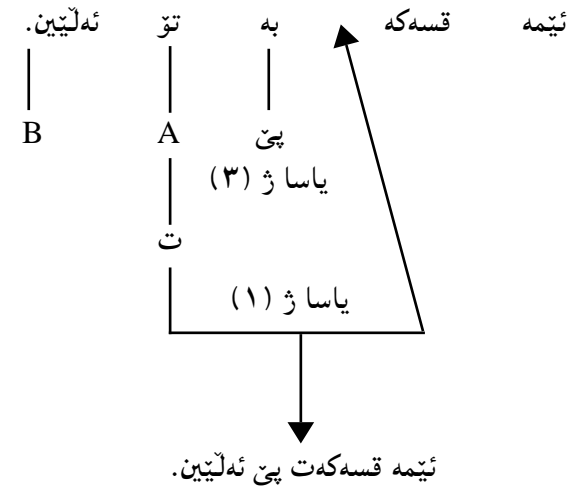 ئێمە قسەکە بە تۆ ئەڵێین.
پێ A B
یاسا ژ (٣)
ت
یاسا ژ (١)
ئێمە قسەکەت پێ ئەڵێین.